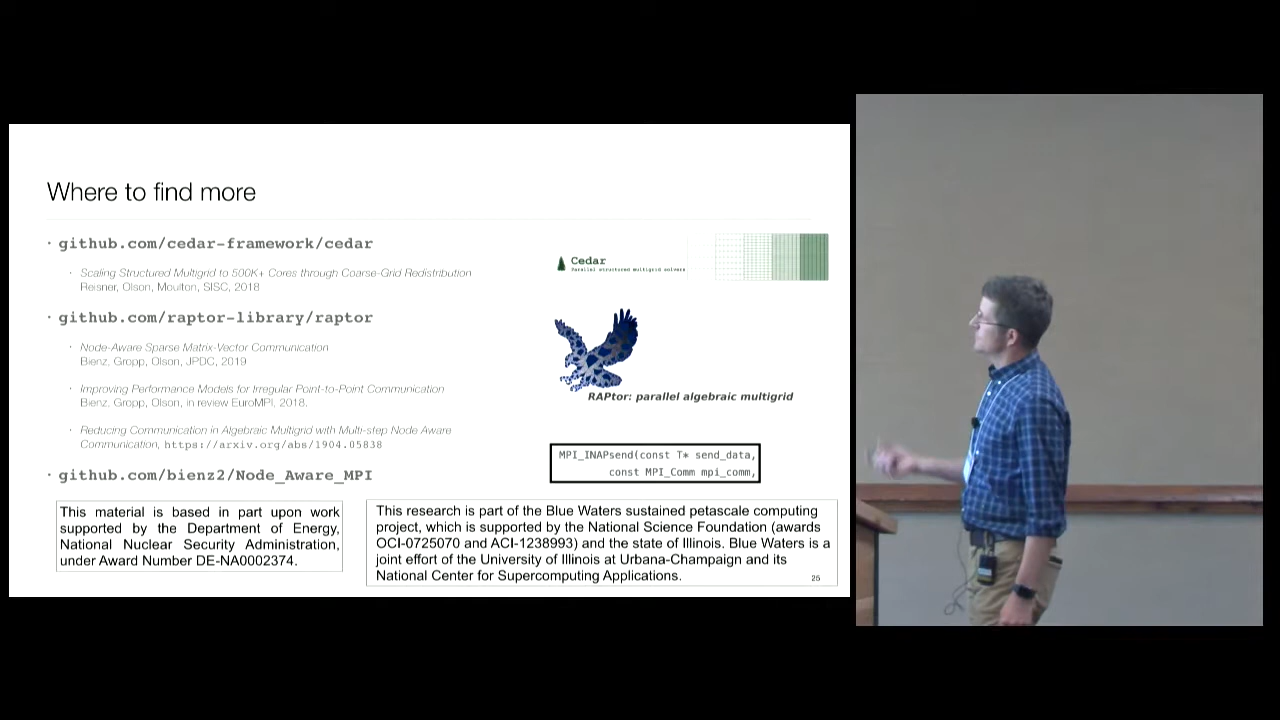 Where to find more
• github.com/cedar-framework/cedar
• Scaling Structured Multigrid to 500K+ Cores through Coarse-Grid Redistribution
Reisner, Olson, Moulton, SISC, 2018
Cedar
Parallel structured multigrid solvers
• github.com/raptor-library/raptor
• Node-Aware Sparse Matrix-Vector Communication
Bienz, Gropp, Olson, JPDC, 2019
• Improving Performance Models for Irregular Point-to-Point Communication
Bienz, Gropp, Olson, in review EuroMPI, 2018.
RAPtor: parallel algebraic multigrid
• Reducing Communication in Algebraic Multigrid with Multi-step Node Aware
Communication, https://arxiv.org/abs/1904.05838
• github.com/bienz2/Node_Aware_MPI
MPI_INAPsend(const T* send_data,
const MPI_Comm mpi_comm,
This material is based in part upon work
supported by the Department of Energy,
National Nuclear Security Administration,
under Award Number DE-NA0002374.
This research is part of the Blue Waters sustained petascale computing
project, which is supported by the National Science Foundation (awards
OCI-0725070 and ACI-1238993) and the state of Illinois. Blue Waters is a
joint effort of the University of Illinois at Urbana-Champaign and its
National Center for Supercomputing Applications.
25